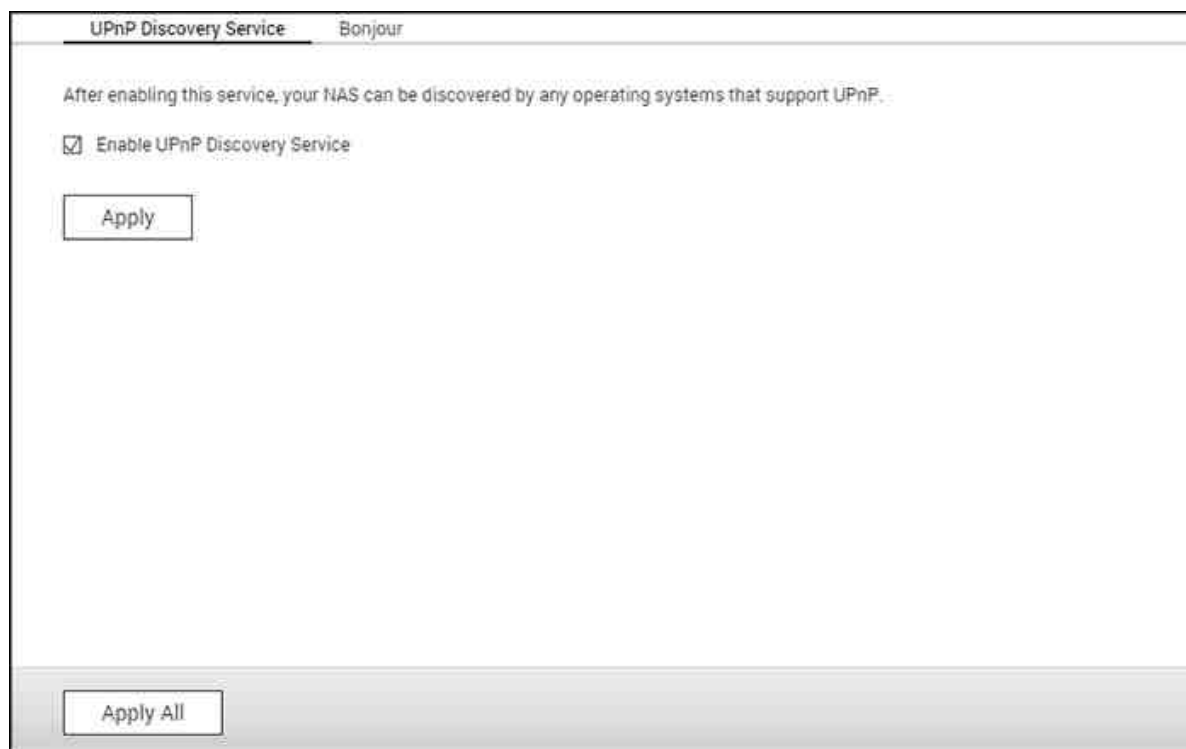 UPnP Discovery Service Bonjour
After enabling this service, your NAS can be discovered by any operating systems that support UPnP.
Enable UPnP Discovery Service
Apply
Apply All